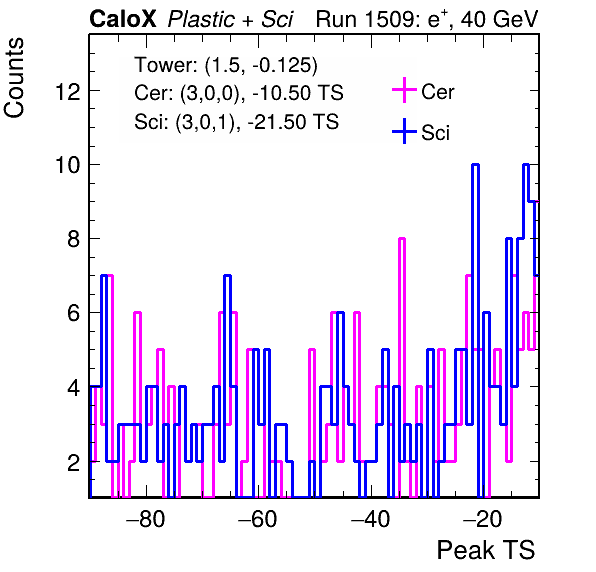 CaloX Plastic + Sci Run 1509: e+, 40 GeV
Tower: (1.5, -0.125)
Cer: (3,0,0), -10.50 TS
Sci: (3,0,1), -21.50 TS
Cer
Sci
Counts
12
10
8
6
4
2
−80 −60 −40 −20
Peak TS